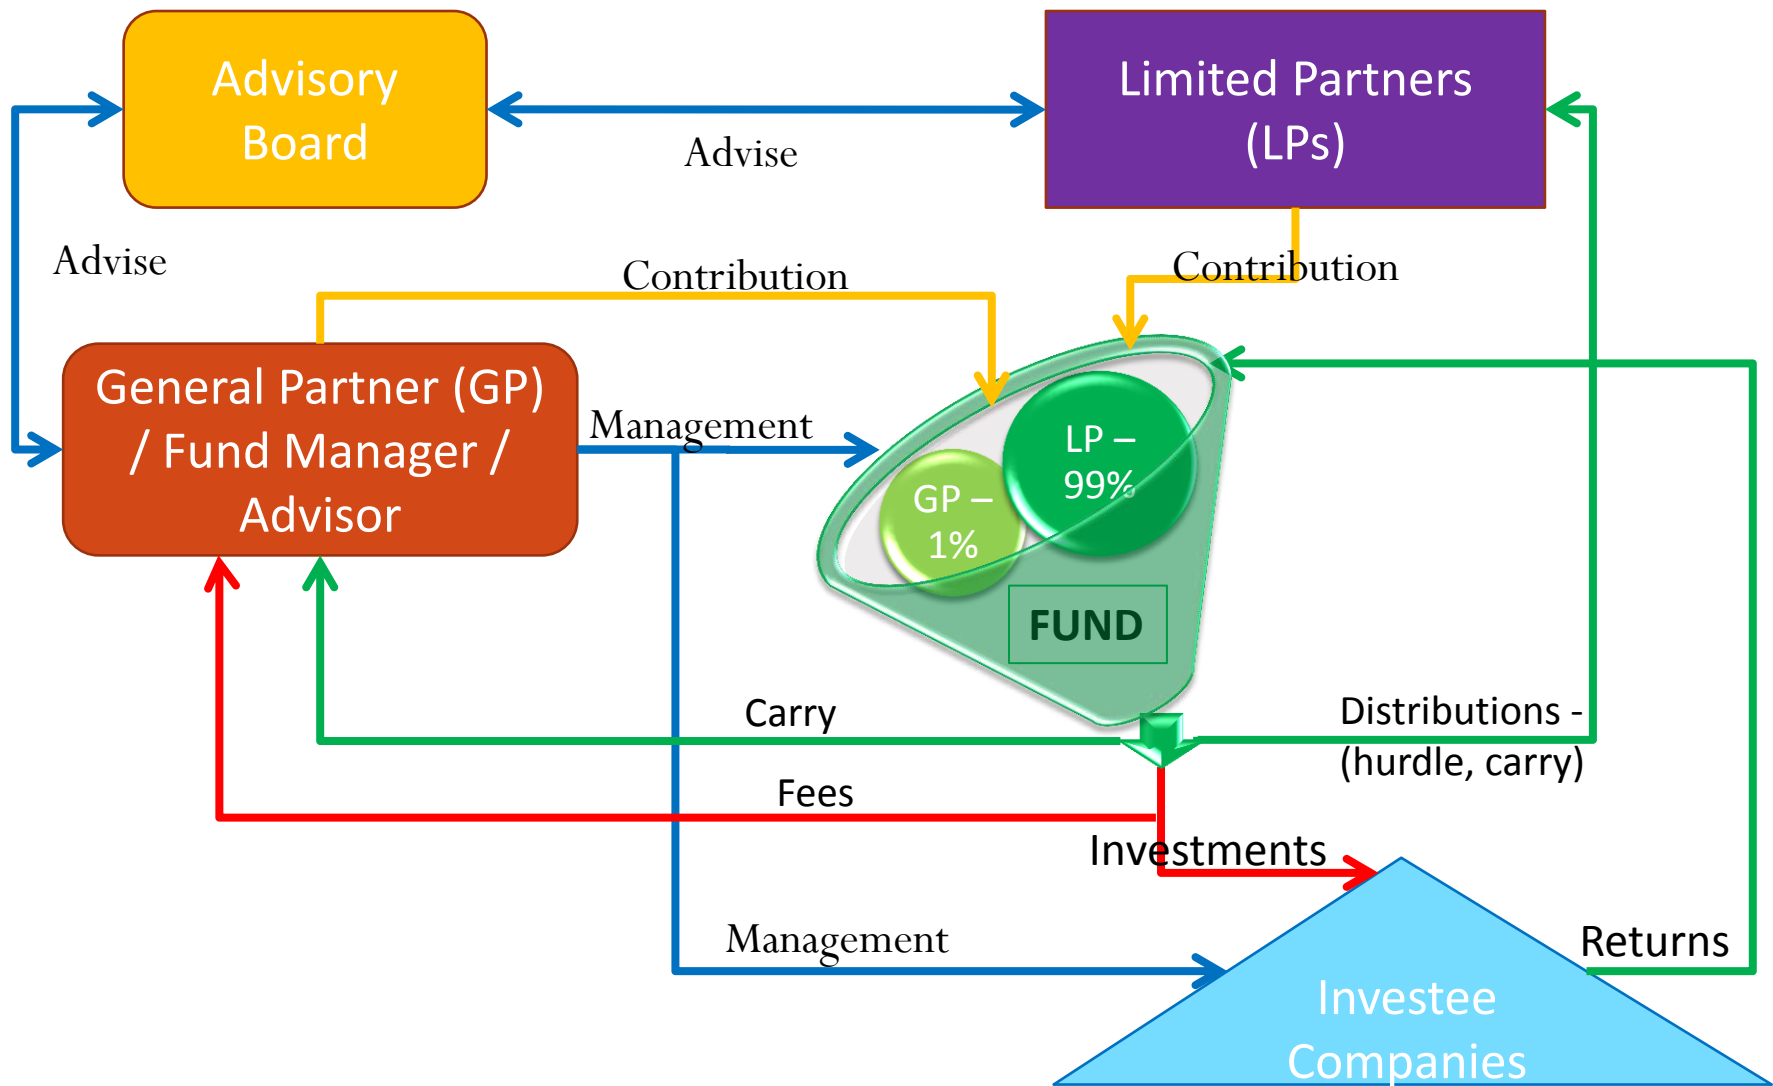 Advisory
Board
Limited Partners
(LPs)
Advise
Advise
Contribution
Contribution
General Partner (GP)
/ Fund Manager /
Advisor
Management
LP –
99%
GP –
1%
FUND
Carry
Distributions -
(hurdle, carry)
Fees
Investments
Management
Returns
Investee
Companies